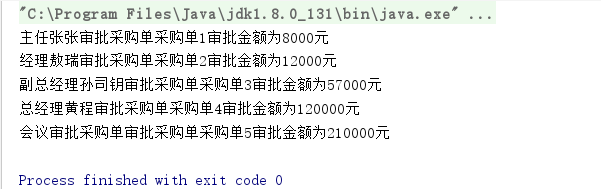 "C:\Program Files\Java\jdk1.8.0_131\bin\java.exe" ...
主任张张审批采购单采购单1审批金额为8000元
经理敖瑞审批采购单采购单2审批金额为12000元
副总经理孙司钥审批采购单采购单3审批金额为57000元
总经理黄程审批采购单采购单4审批金额为120000元
会议审批采购单审批采购单采购单5审批金额为210000元
Process finished with exit code 0